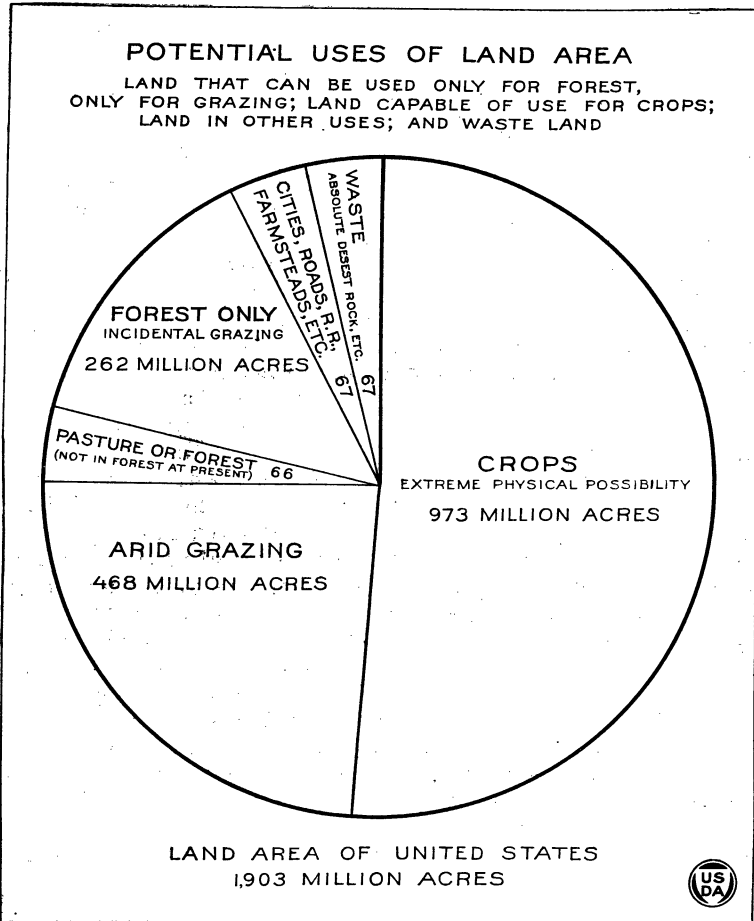 POTENTIAL USES OF LAND AREA
LAND THAT CAN BE USED ONLY FOR FOREST,
ONLY FOR GRAZING; LAND CAPABLE OF USE FOR CROPS;
LAND IN OTHER USES; AND WASTE LAND
WASTE
ABSOLUTE DESEST ROCK, ETC.
67
CITIES, ROADS, R.R.,
FARMSTEADS, ETC.
67
FOREST ONLY
INCIDENTAL GRAZING
262 MILLION ACRES
PASTURE OR FOREST
(NOT IN FOREST AT PRESENT) 66
CROPS
EXTREME PHYSICAL POSSIBILITY
973 MILLION ACRES
ARID GRAZING
468 MILLION ACRES
LAND AREA OF UNITED STATES
1,903 MILLION ACRES
US
DA